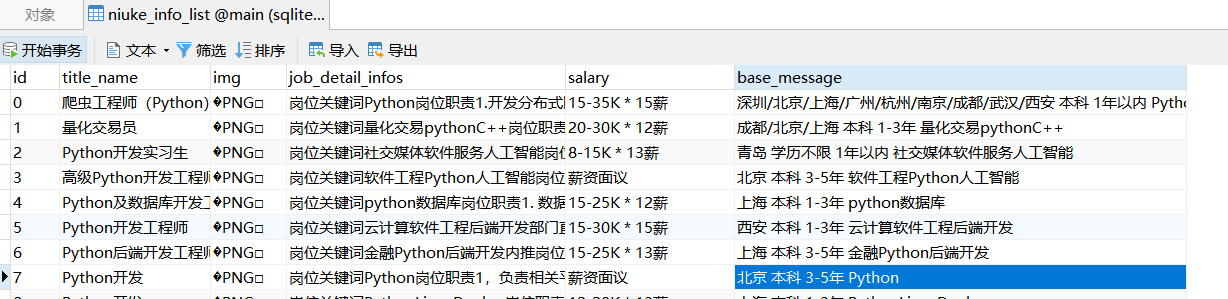 对象 niuke_info_list @main (sqlite...
开始事务 文本 筛选 排序 导入 导出
id title_name img job_detail_infos salary base_message
0 爬虫工程师（Python） �PNG□ 岗位关键词Python岗位职责1.开发分布式 15-35K * 15薪 深圳/北京/上海/广州/杭州/南京/成都/武汉/西安 本科 1年以内 Pytho
1 量化交易员 �PNG□ 岗位关键词量化交易pythonC++岗位职责 20-30K * 12薪 成都/北京/上海 本科 1-3年 量化交易pythonC++
2 Python开发实习生 �PNG□ 岗位关键词社交媒体软件服务人工智能岗位 8-15K * 13薪 青岛 学历不限 1年以内 社交媒体软件服务人工智能
3 高级Python开发工程师 �PNG□ 岗位关键词软件工程Python人工智能岗位 薪资面议 北京 本科 3-5年 软件工程Python人工智能
4 Python及数据库开发工 �PNG□ 岗位关键词python数据库岗位职责1. 数据 15-25K * 12薪 上海 本科 1-3年 python数据库
5 Python开发工程师 �PNG□ 岗位关键词云计算软件工程后端开发部门 15-30K * 15薪 西安 本科 1-3年 云计算软件工程后端开发
6 Python后端开发工程师 �PNG□ 岗位关键词金融Python后端开发内推岗位 15-25K * 13薪 上海 本科 3-5年 金融Python后端开发
7 Python开发 �PNG□ 岗位关键词Python岗位职责1，负责相关 薪资面议 北京 本科 3-5年 Python